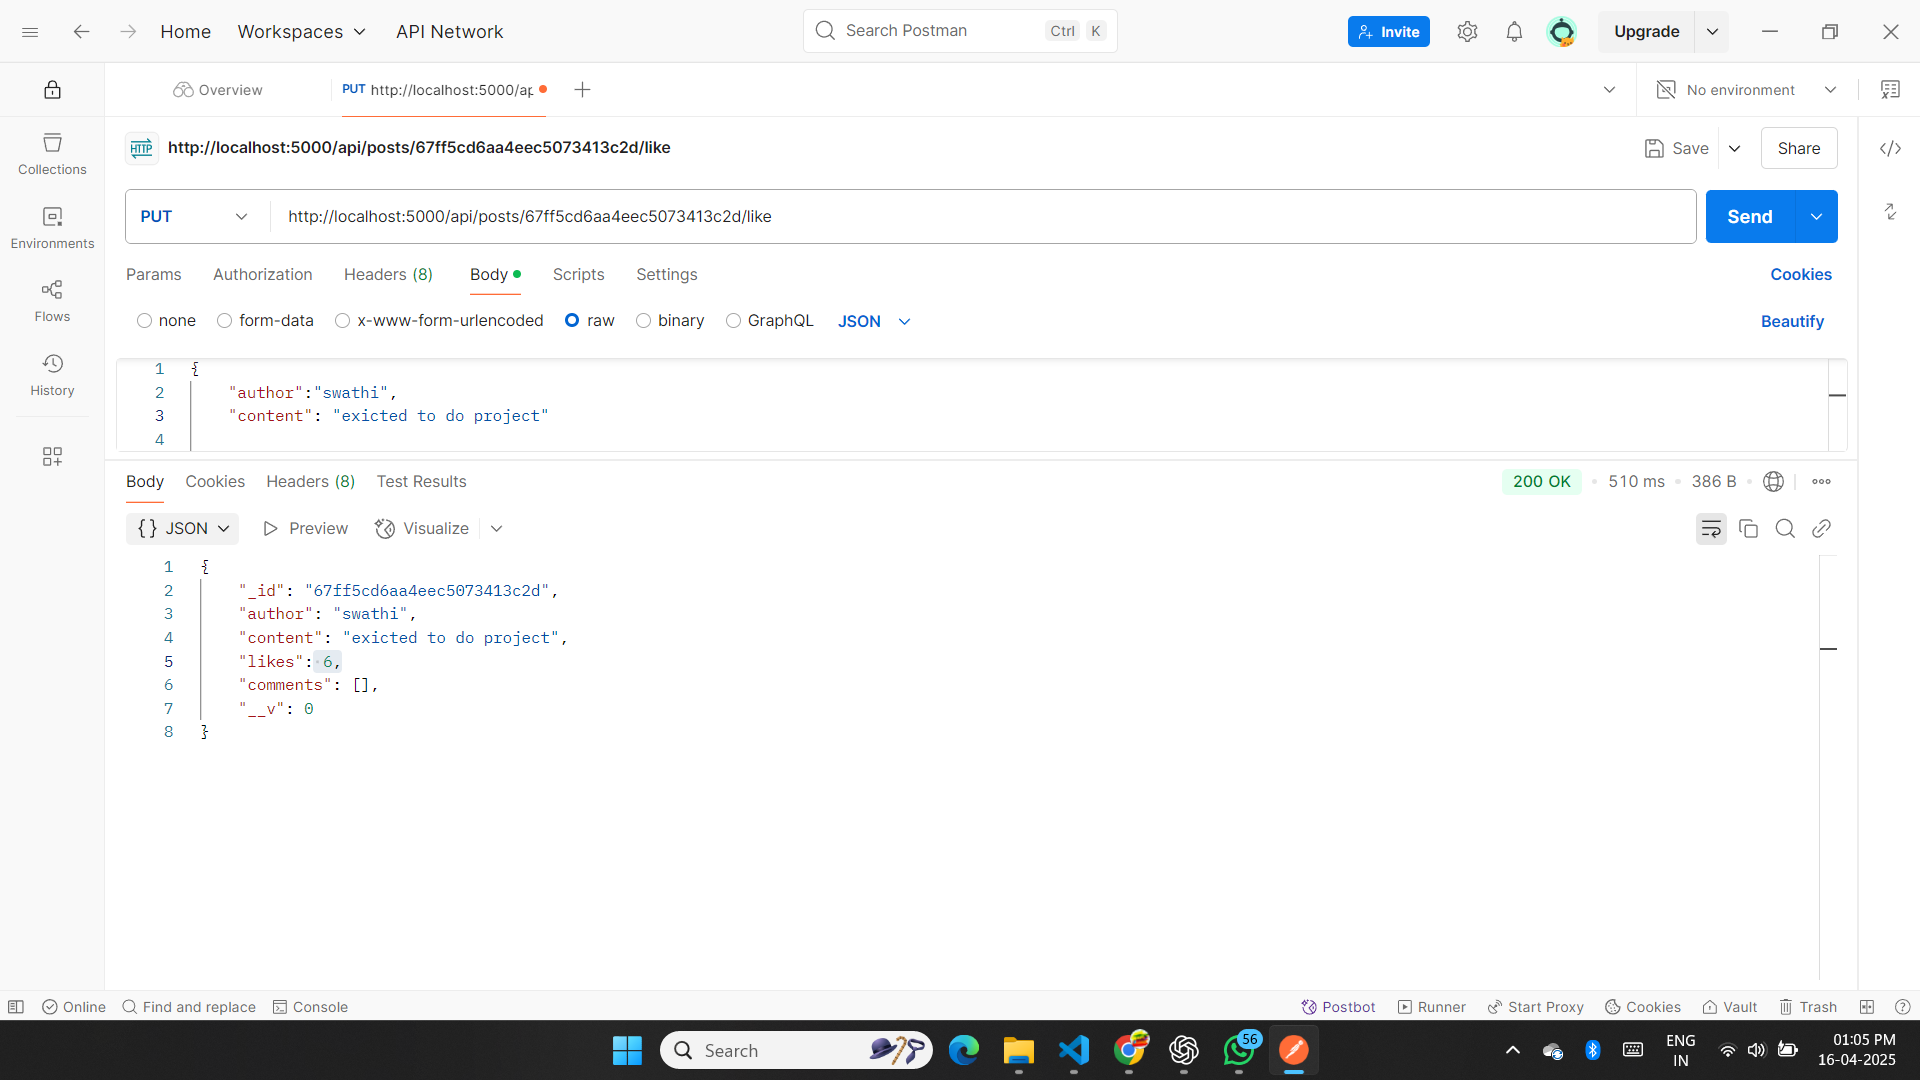 Home
Workspaces
API Network
Search Postman
Ctrl
K
Invite
Upgrade
Overview
PUT http://localhost:5000/ap
No environment
Collections
Environments
Flows
History
HTTP
http://localhost:5000/api/posts/67ff5cd6aa4eec5073413c2d/like
Save
Share
PUT
http://localhost:5000/api/posts/67ff5cd6aa4eec5073413c2d/like
Send
Params
Authorization
Headers (8)
Body
Scripts
Settings
Cookies
none
form-data
x-www-form-urlencoded
raw
binary
GraphQL
JSON
Beautify
1 {
2 "author":"swathi",
3 "content": "exicted to do project"
4
Body
Cookies
Headers (8)
Test Results
200 OK
510 ms
386 B
{} JSON
Preview
Visualize
1 {
2 "_id": "67ff5cd6aa4eec5073413c2d",
3 "author": "swathi",
4 "content": "exicted to do project",
5 "likes": 6,
6 "comments": [],
7 "__v": 0
8 }
Online
Find and replace
Console
Postbot
Runner
Start Proxy
Cookies
Vault
Trash
Search
56
ENG
IN
01:05 PM
16-04-2025